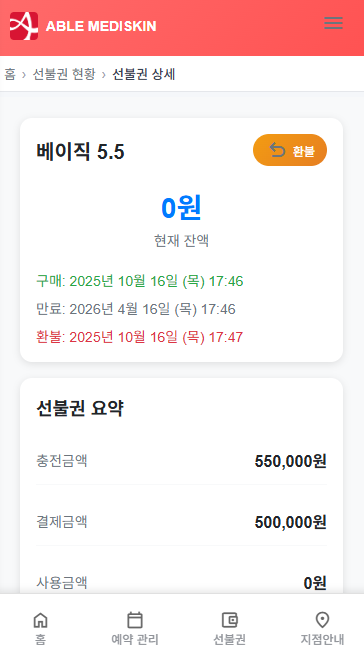 ABLE MEDISKIN
홈 › 선불권 현황 › 선불권 상세
베이직 5.5
환불
0원
현재 잔액
구매: 2025년 10월 16일 (목) 17:46
만료: 2026년 4월 16일 (목) 17:46
환불: 2025년 10월 16일 (목) 17:47
선불권 요약
충전금액 550,000원
결제금액 500,000원
사용금액 0원
홈 예약 관리 선불권 지점안내